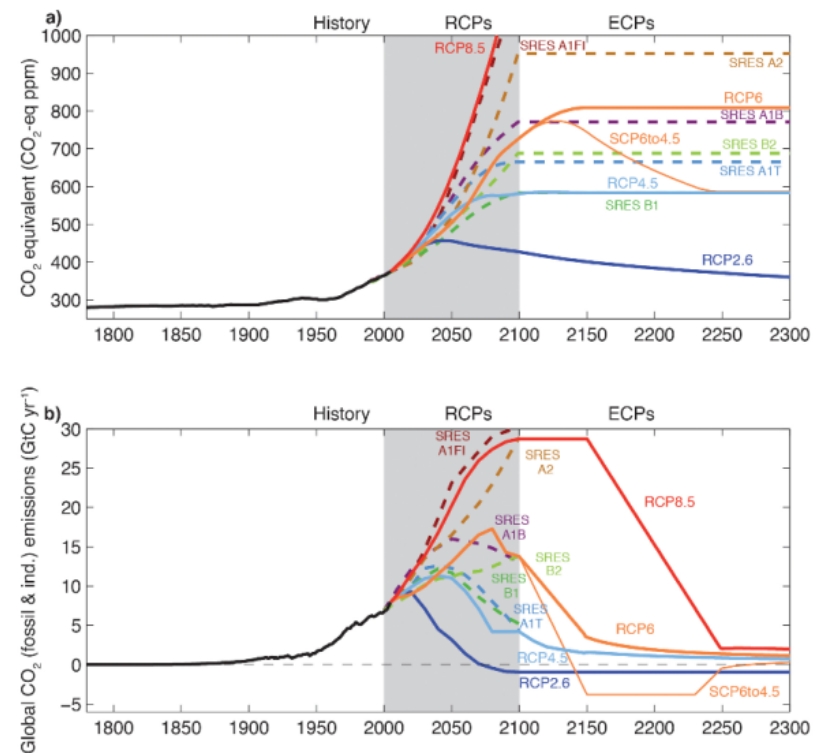 a)
History RCPs ECPs
CO₂ equivalent (CO₂-eq ppm)
1000
900
800
700
600
500
400
300
RCP8.5
SRES A1FI
SRES A2
RCP6
SRES A1B
SCP6to4.5
SRES B2
SRES A1T
RCP4.5
SRES B1
RCP2.6
1800 1850 1900 1950 2000 2050 2100 2150 2200 2250 2300
b)
History RCPs ECPs
Global CO₂ (fossil & ind.) emissions (GtC yr⁻¹)
30
25
20
15
10
5
0
−5
SRES
A1FI
SRES
A2
RCP8.5
SRES
A1B
SRES
B2
SRES
B1
SRES
A1T
RCP6
RCP4.5
RCP2.6
SCP6to4.5
1800 1850 1900 1950 2000 2050 2100 2150 2200 2250 2300